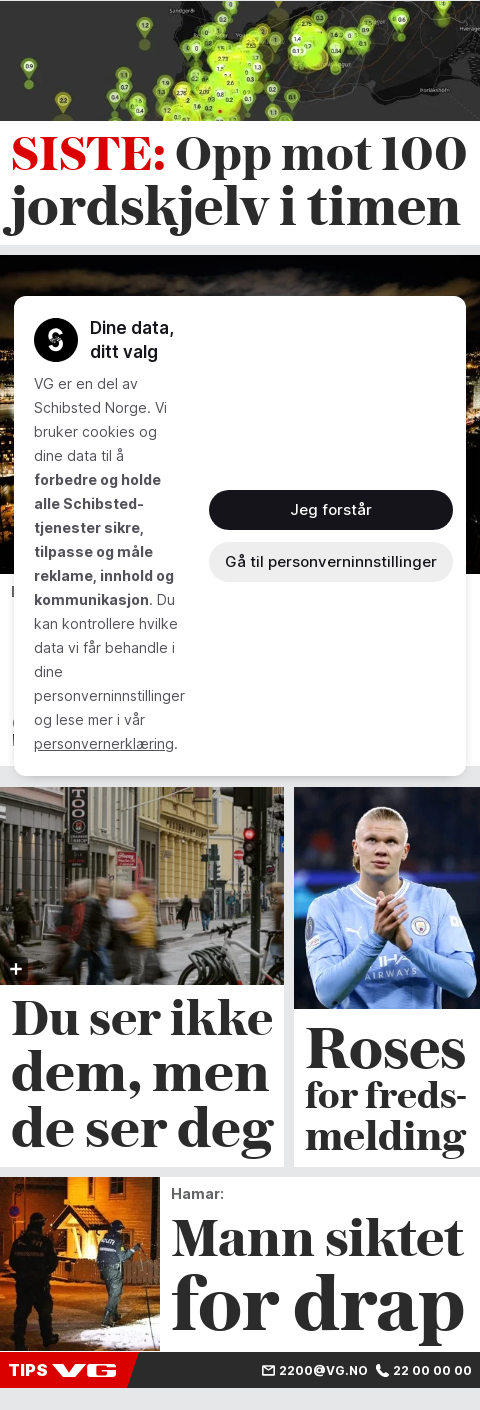 SISTE: Opp mot 100
jordskjelv i timen
Dine data,
ditt valg
VG er en del av
Schibsted Norge. Vi
bruker cookies og
dine data til å
forbedre og holde
alle Schibsted-
tjenester sikre,
tilpasse og måle
reklame, innhold og
kommunikasjon. Du
kan kontrollere hvilke
data vi får behandle i
dine
personverninnstillinger
og lese mer i vår
personvernerklæring.
Jeg forstår
Gå til personverninnstillinger
Du ser ikke
dem, men
de ser deg
Roses
for freds-
melding
Hamar:
Mann siktet
for drap
TIPS VG
2200@VG.NO 22 00 00 00